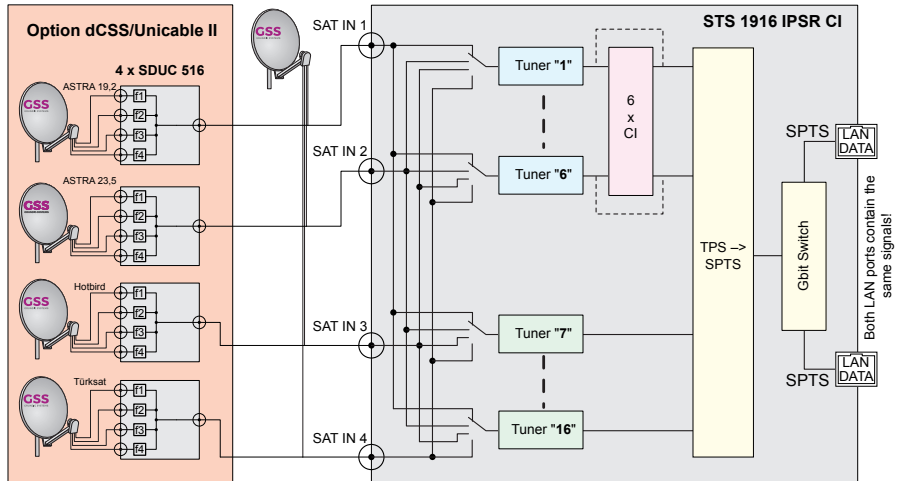 Option dCSS/Unicable II
4 x SDUC 516
ASTRA 19,2
GSS
f1
f2
f3
f4
ASTRA 23,5
GSS
f1
f2
f3
f4
Hotbird
GSS
f1
f2
f3
f4
Türksat
GSS
f1
f2
f3
f4
GSS
SAT IN 1
SAT IN 2
SAT IN 3
SAT IN 4
STS 1916 IPSR CI
Tuner "1"
Tuner "6"
6
x
CI
Tuner "7"
Tuner "16"
TPS –>
SPTS
Gbit Switch
SPTS
LAN
DATA
Both LAN ports contain the
same signals!
SPTS
LAN
DATA